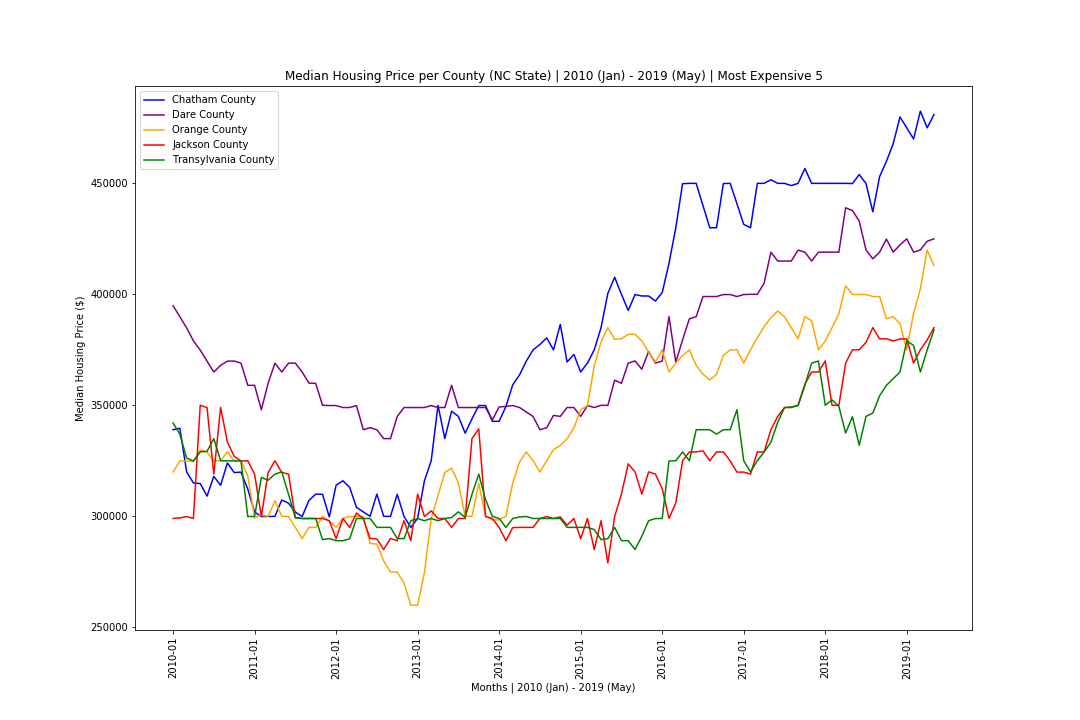 Median Housing Price per County (NC State) | 2010 (Jan) - 2019 (May) | Most Expensive 5
Chatham County
Dare County
Orange County
Jackson County
Transylvania County
450000
400000
350000
300000
250000
Median Housing Price ($)
2010-01
2011-01
2012-01
2013-01
2014-01
2015-01
2016-01
2017-01
2018-01
2019-01
Months | 2010 (Jan) - 2019 (May)